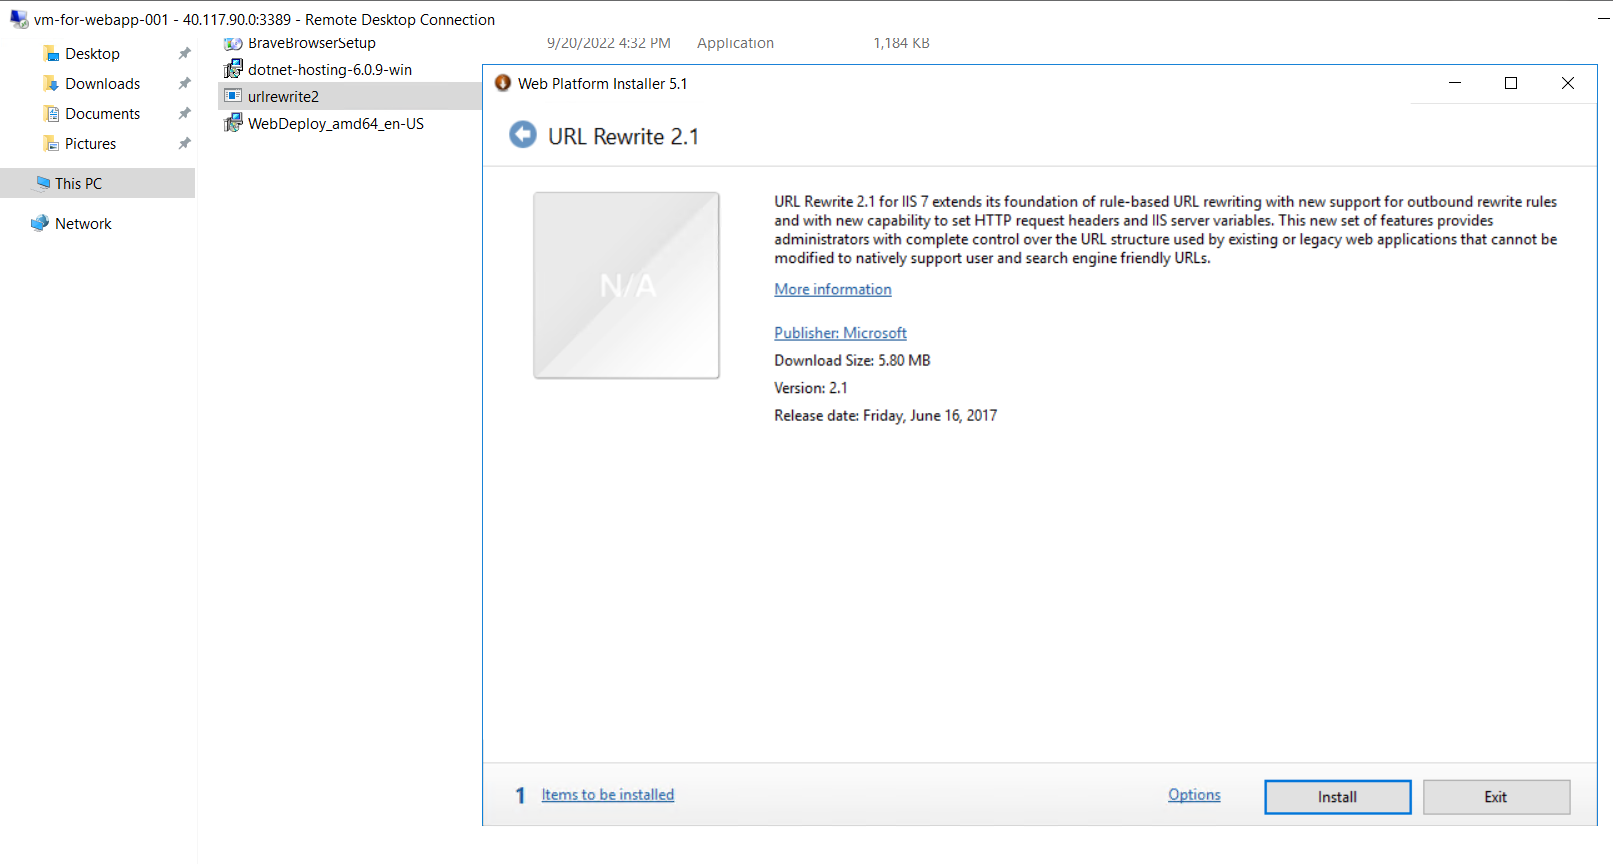 vm-for-webapp-001 - 40.117.90.0:3389 - Remote Desktop Connection
Desktop
Downloads
Documents
Pictures
This PC
Network
BraveBrowserSetup 9/20/2022 4:32 PM Application 1,184 KB
dotnet-hosting-6.0.9-win
urlrewrite2
WebDeploy_amd64_en-US
Web Platform Installer 5.1
URL Rewrite 2.1
N/A
URL Rewrite 2.1 for IIS 7 extends its foundation of rule-based URL rewriting with new support for outbound rewrite rules
and with new capability to set HTTP request headers and IIS server variables. This new set of features provides
administrators with complete control over the URL structure used by existing or legacy web applications that cannot be
modified to natively support user and search engine friendly URLs.
More information
Publisher: Microsoft
Download Size: 5.80 MB
Version: 2.1
Release date: Friday, June 16, 2017
1 Items to be installed
Options
Install
Exit